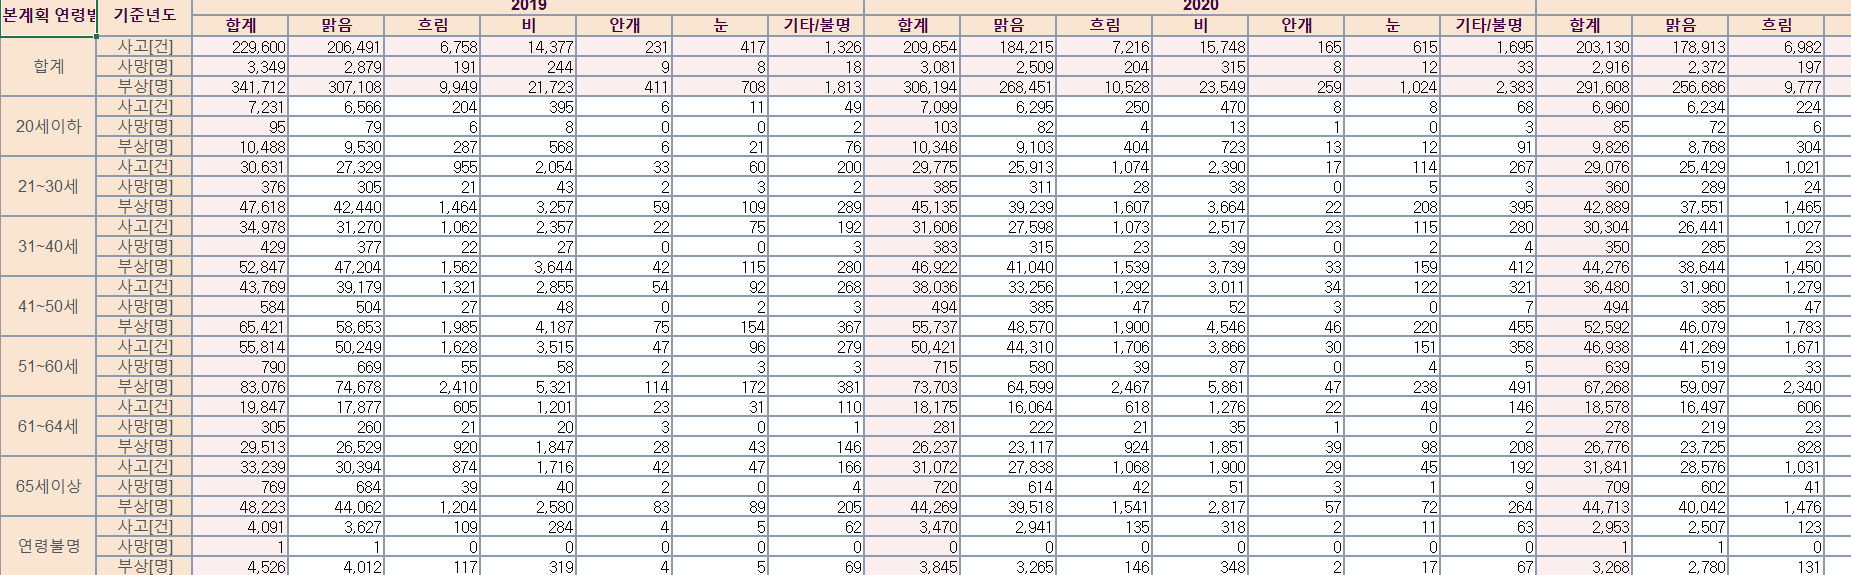 2019 2020
본계획 연령별 기준년도 합계 맑음 흐림 비 안개 눈 기타/불명 합계 맑음 흐림 비 안개 눈 기타/불명 합계 맑음 흐림
사고[건] 229,600 206,491 6,758 14,377 231 417 1,326 209,654 184,215 7,216 15,748 165 615 1,695 203,130 178,913 6,982
합계 사망[명] 3,349 2,879 191 244 9 8 18 3,081 2,509 204 315 8 12 33 2,916 2,372 197
부상[명] 341,712 307,108 9,949 21,723 411 708 1,813 306,194 268,451 10,528 23,549 259 1,024 2,383 291,608 256,686 9,777
사고[건] 7,231 6,566 204 395 6 11 49 7,099 6,295 250 470 8 8 68 6,960 6,234 224
20세이하 사망[명] 95 79 6 8 0 0 2 103 82 4 13 1 0 3 85 72 6
부상[명] 10,488 9,530 287 568 6 21 76 10,346 9,103 404 723 13 12 91 9,826 8,768 304
사고[건] 30,631 27,329 955 2,054 33 60 200 29,775 25,913 1,074 2,390 17 114 267 29,076 25,429 1,021
21~30세 사망[명] 376 305 21 43 2 3 2 385 311 28 38 0 5 3 360 289 24
부상[명] 47,618 42,440 1,464 3,257 59 109 289 45,135 39,239 1,607 3,664 22 208 395 42,889 37,551 1,465
사고[건] 34,978 31,270 1,062 2,357 22 75 192 31,606 27,598 1,073 2,517 23 115 280 30,304 26,441 1,027
31~40세 사망[명] 429 377 22 27 0 0 3 383 315 23 39 0 2 4 350 285 23
부상[명] 52,847 47,204 1,562 3,644 42 115 280 46,922 41,040 1,539 3,739 33 159 412 44,276 38,644 1,450
사고[건] 43,769 39,179 1,321 2,855 54 92 268 38,036 33,256 1,292 3,011 34 122 321 36,480 31,960 1,279
41~50세 사망[명] 584 504 27 48 0 2 3 494 385 47 52 3 0 7 494 385 47
부상[명] 65,421 58,653 1,985 4,187 75 154 367 55,737 48,570 1,900 4,546 46 220 455 52,592 46,079 1,783
사고[건] 55,814 50,249 1,628 3,515 47 96 279 50,421 44,310 1,706 3,866 30 151 358 46,938 41,269 1,671
51~60세 사망[명] 790 669 55 58 2 3 3 715 580 39 87 0 4 5 639 519 33
부상[명] 83,076 74,678 2,410 5,321 114 172 381 73,703 64,599 2,467 5,861 47 238 491 67,268 59,097 2,340
사고[건] 19,847 17,877 605 1,201 23 31 110 18,175 16,064 618 1,276 22 49 146 18,578 16,497 606
61~64세 사망[명] 305 260 21 20 3 0 1 281 222 21 35 1 0 2 278 219 23
부상[명] 29,513 26,529 920 1,847 28 43 146 26,237 23,117 924 1,851 39 98 208 26,776 23,725 828
사고[건] 33,239 30,394 874 1,716 42 47 166 31,072 27,838 1,068 1,900 29 45 192 31,841 28,576 1,031
65세이상 사망[명] 769 684 39 40 2 0 4 720 614 42 51 3 1 9 709 602 41
부상[명] 48,223 44,062 1,204 2,580 83 89 205 44,269 39,518 1,541 2,817 57 72 264 44,713 40,042 1,476
사고[건] 4,091 3,627 109 284 4 5 62 3,470 2,941 135 318 2 11 63 2,953 2,507 123
연령불명 사망[명] 1 1 0 0 0 0 0 0 0 0 0 0 0 0 1 1 0
부상[명] 4,526 4,012 117 319 4 5 69 3,845 3,265 146 348 2 17 67 3,268 2,780 131